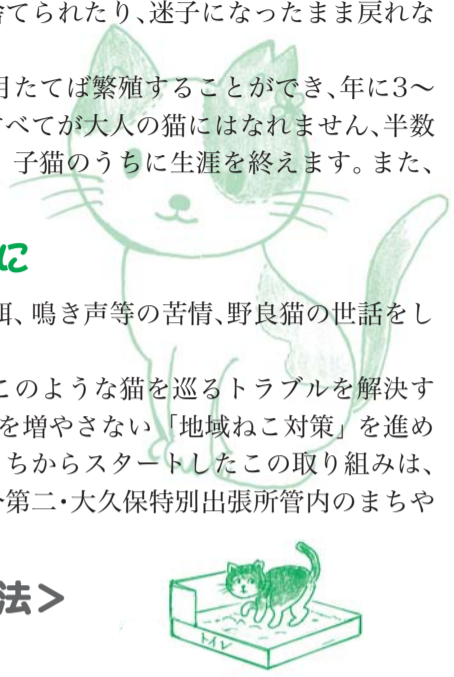 捨てられたり、迷子になったまま戻れな
月たてば繁殖することができ、年に3〜
すべてが大人の猫にはなれません、半数
子猫のうちに生涯を終えます。また、
に
餌、鳴き声等の苦情、野良猫の世話をし
このような猫を巡るトラブルを解決す
を増やさない「地域ねこ対策」を進め
ちからスタートしたこの取り組みは、
第二・大久保特別出張所管内のまちや
法＞
トイレ